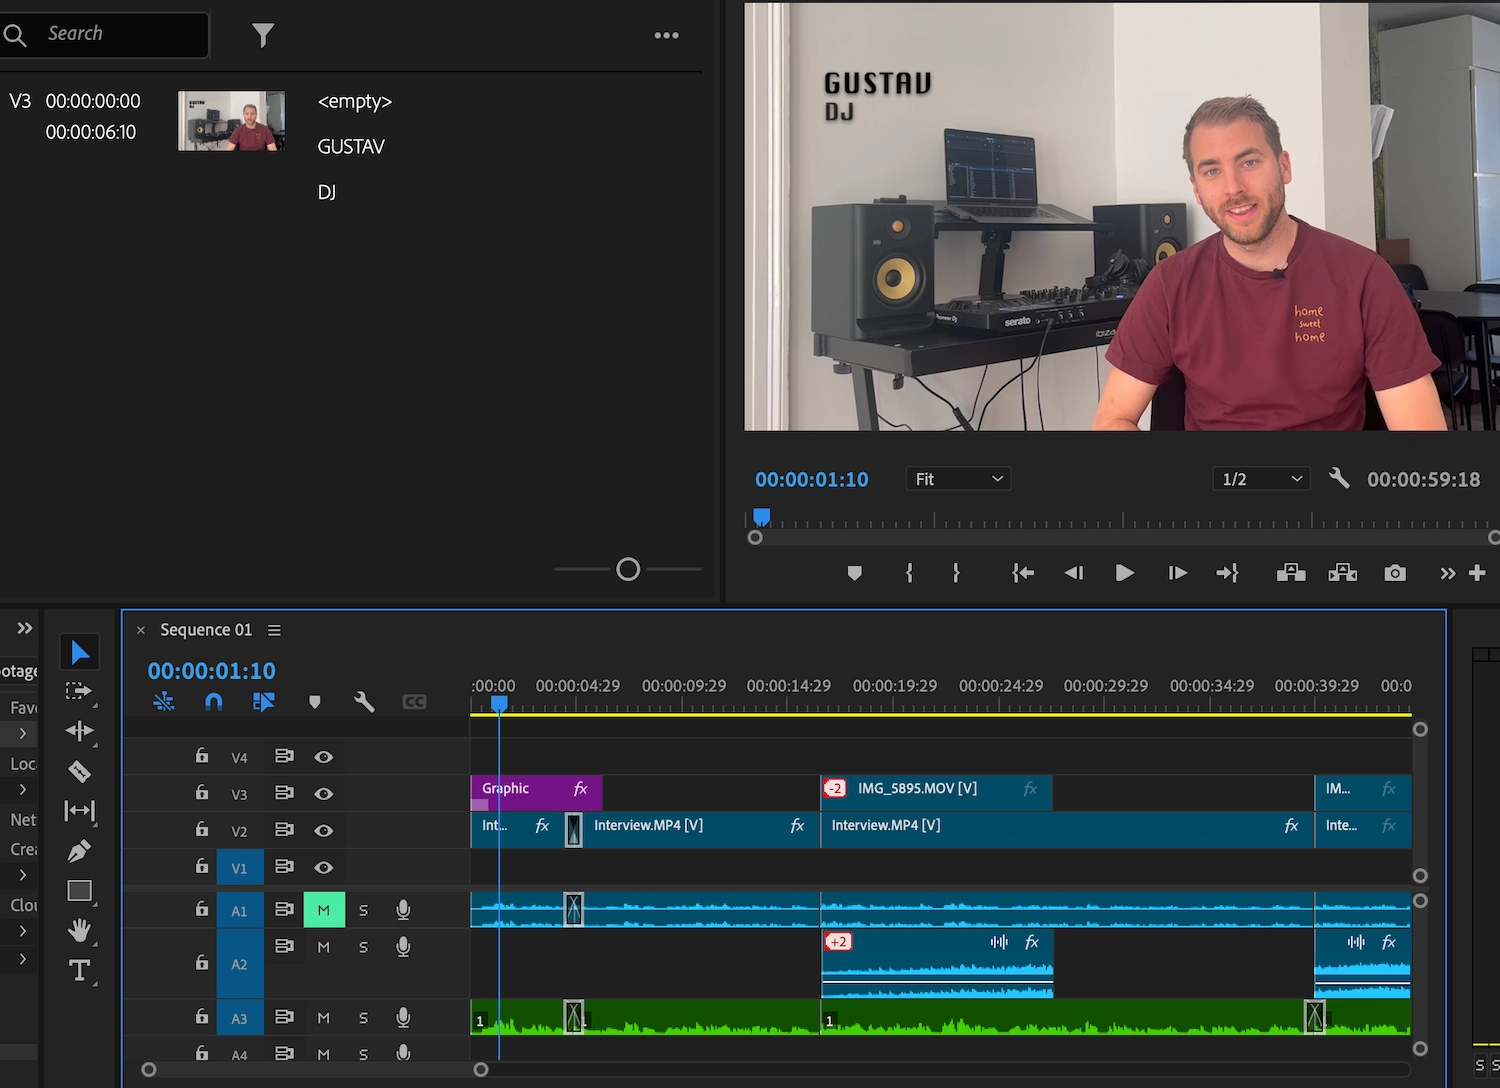 Search
V3 00:00:00:00
00:00:06:10
<empty>
GUSTAV
DJ
GUSTAV
DJ
serato
home
sweet
home
00:00:01:10
Fit
1/2
00:00:59:18
Sequence 01
00:00:01:10
:00:00 00:00:04:29 00:00:09:29 00:00:14:29 00:00:19:29 00:00:24:29 00:00:29:29 00:00:34:29 00:00:39:29 00:0
CC
otage
Fav
Loc
Net
Crea
Clou
V4
V3
Graphic fx
-2 IMG_5895.MOV [V] fx
IM... fx
V2
Int... fx
Interview.MP4 [V] fx
Interview.MP4 [V] fx
Inte... fx
V1
A1 M S
A2 M S
+2 fx
fx
A3 M S
1
1
A4 M S
S S
T